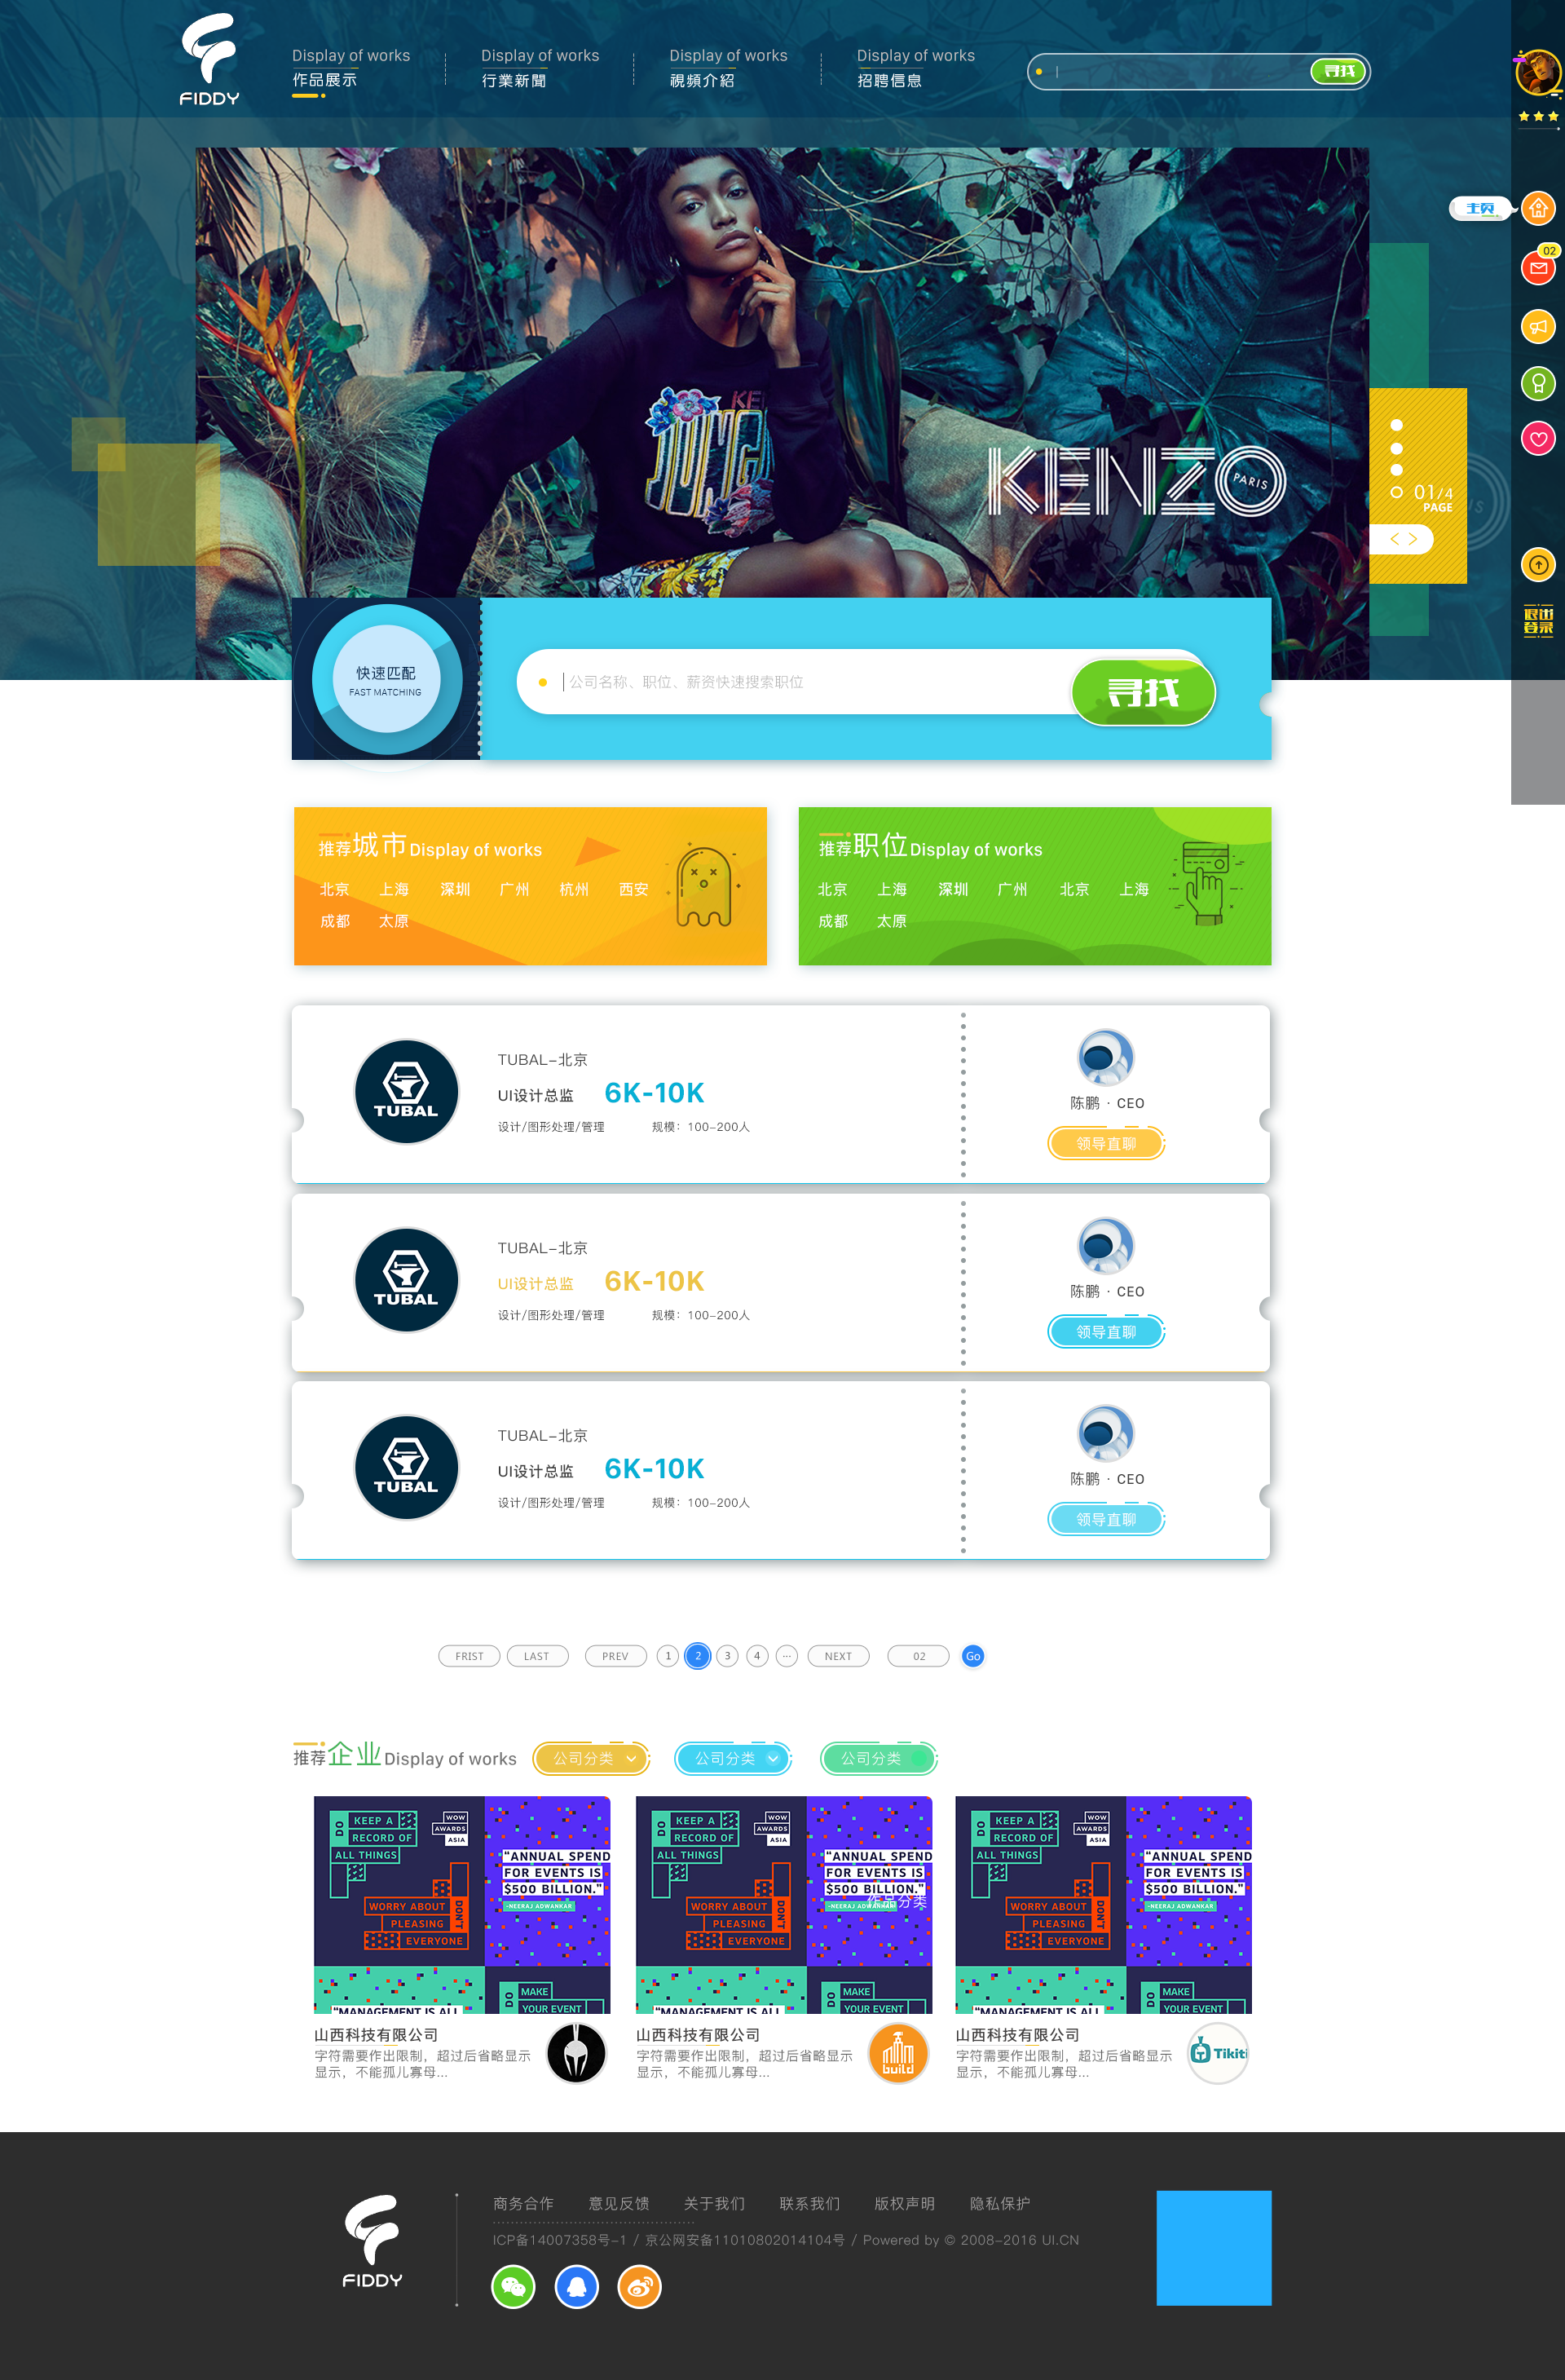 FIDDY
Display of works
作品展示
Display of works
行業新聞
Display of works
視頻介紹
Display of works
招聘信息
寻找
主页
02
KENZO
PARIS
KE
01/4
PAGE
退出
登录
快速匹配
FAST MATCHING
公司名称、职位、薪资快速搜索职位
寻找
推荐城市Display of works
北京 上海 深圳 广州 杭州 西安
成都 太原
推荐职位Display of works
北京 上海 深圳 广州 北京 上海
成都 太原
TUBAL
TUBAL-北京
UI设计总监 6K-10K
设计/图形处理/管理 规模：100-200人
陈鹏 · CEO
领导直聊
TUBAL
TUBAL-北京
UI设计总监 6K-10K
设计/图形处理/管理 规模：100-200人
陈鹏 · CEO
领导直聊
TUBAL
TUBAL-北京
UI设计总监 6K-10K
设计/图形处理/管理 规模：100-200人
陈鹏 · CEO
领导直聊
FRIST LAST PREV 1 2 3 4 ... NEXT 02 Go
推荐企业Display of works 公司分类 公司分类 公司分类
DO KEEP A
RECORD OF
ALL THINGS
WOW
AWARDS
ASIA
WORRY ABOUT
PLEASING
EVERYONE
DON'T
"ANNUAL SPEND
FOR EVENTS IS
$500 BILLION."
-NEERAJ ADWANKAR
"MANAGEMENT IS ALL
DO MAKE
YOUR EVENT
DO KEEP A
RECORD OF
ALL THINGS
WOW
AWARDS
ASIA
WORRY ABOUT
PLEASING
EVERYONE
DON'T
"ANNUAL SPEND
FOR EVENTS IS
$500 BILLION."
-NEERAJ ADWANKAR
作品分类
"MANAGEMENT IS ALL
DO MAKE
YOUR EVENT
DO KEEP A
RECORD OF
ALL THINGS
WOW
AWARDS
ASIA
WORRY ABOUT
PLEASING
EVERYONE
DON'T
"ANNUAL SPEND
FOR EVENTS IS
$500 BILLION."
-NEERAJ ADWANKAR
"MANAGEMENT IS ALL
DO MAKE
YOUR EVENT
山西科技有限公司
字符需要作出限制，超过后省略显示
显示，不能孤儿寡母...
山西科技有限公司
字符需要作出限制，超过后省略显示
显示，不能孤儿寡母...
build
山西科技有限公司
字符需要作出限制，超过后省略显示
显示，不能孤儿寡母...
Tikiti
FIDDY
商务合作 意见反馈 关于我们 联系我们 版权声明 隐私保护
ICP备14007358号-1 / 京公网安备11010802014104号 / Powered by © 2008-2016 UI.CN